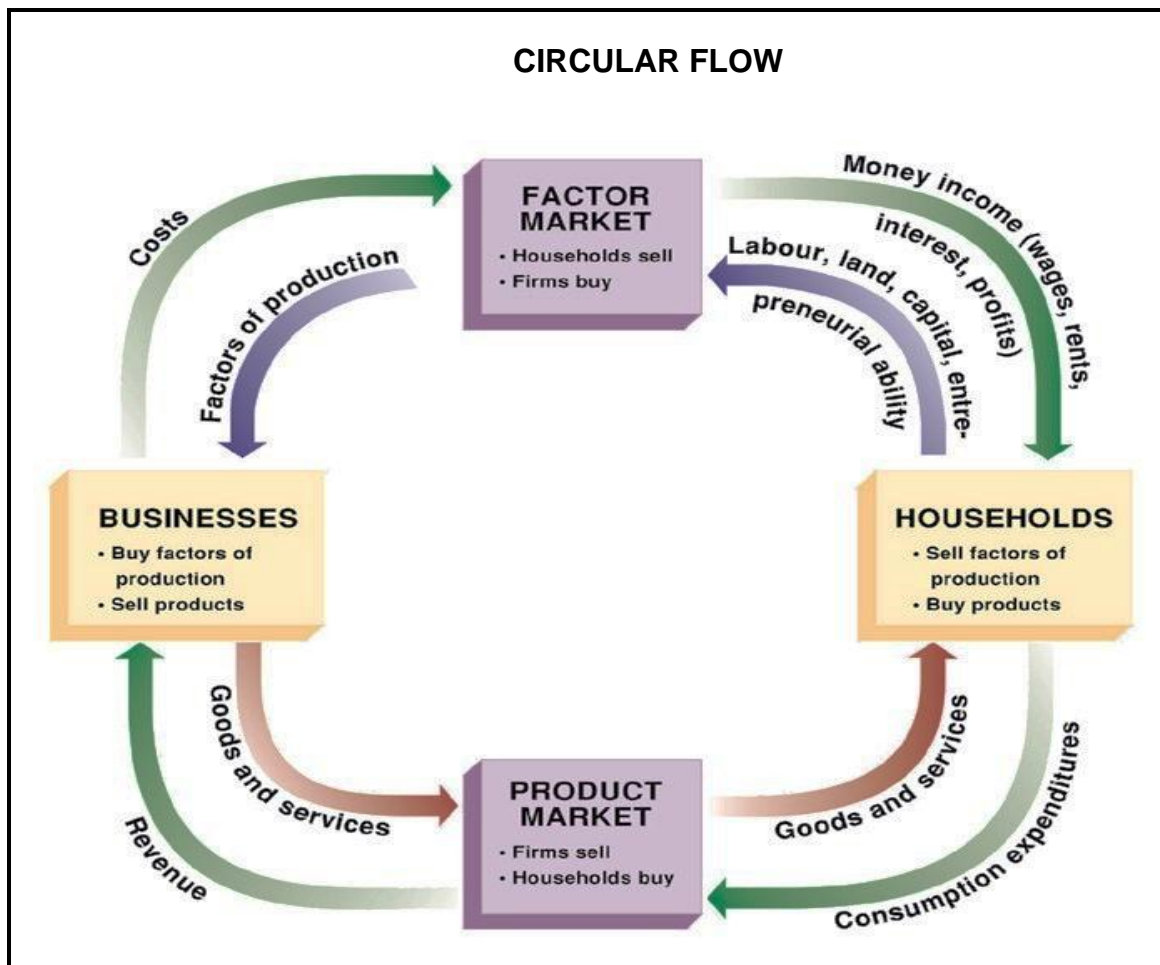 CIRCULAR FLOW
Costs
Factors of production
FACTOR
MARKET
• Households sell
• Firms buy
Money income (wages, rents,
interest, profits)
Labour, land, capital, entre-
preneurial ability
BUSINESSES
• Buy factors of
production
• Sell products
HOUSEHOLDS
• Sell factors of
production
• Buy products
Goods and services
Revenue
PRODUCT
MARKET
• Firms sell
• Households buy
Goods and services
Consumption expenditures